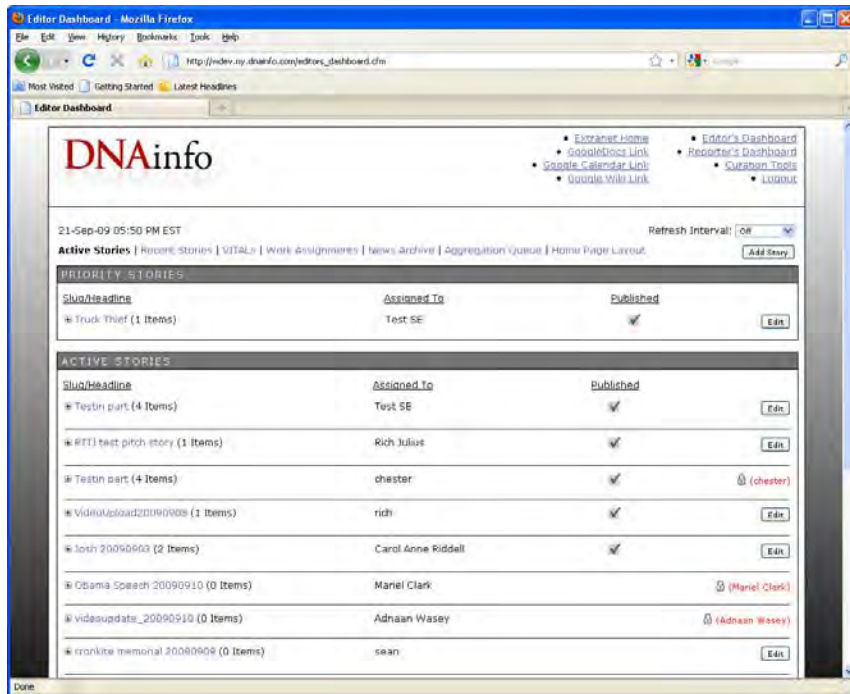 Editor Dashboard - Mozilla Firefox
File Edit View History Bookmarks Tools Help
http://wdev.ny.dnainfo.com/editors_dashboard.cfm Google
Most Visited Getting Started Latest Headlines
Editor Dashboard
DNAinfo
• Extranet Home • Editor's Dashboard
• GoogleDocs Link • Reporter's Dashboard
• Google Calendar Link • Curation Tools
• Google Wiki Link • Logout
21-Sep-09 05:50 PM EST Refresh Interval: Off
Active Stories | Recent Stories | VITALs | Work Assignments | News Archive | Aggregation Queue | Home Page Layout Add Story
PRIORITY STORIES
Slug/Headline Assigned To Published
Truck Thief (1 Items) Test SE Edit
ACTIVE STORIES
Slug/Headline Assigned To Published
Testin part (4 Items) Test SE Edit
RTTJ test pitch story (1 Items) Rich Julius Edit
Testin part (4 Items) chester (chester)
VideoUpload20090908 (1 Items) rich Edit
Josh 20090903 (2 Items) Carol Anne Riddell Edit
Obama Speech 20090910 (0 Items) Mariel Clark (Mariel Clark)
videoupdate_20090910 (0 Items) Adnaan Wasey (Adnaan Wasey)
cronkite memorial 20090909 (0 Items) sean Edit
Done